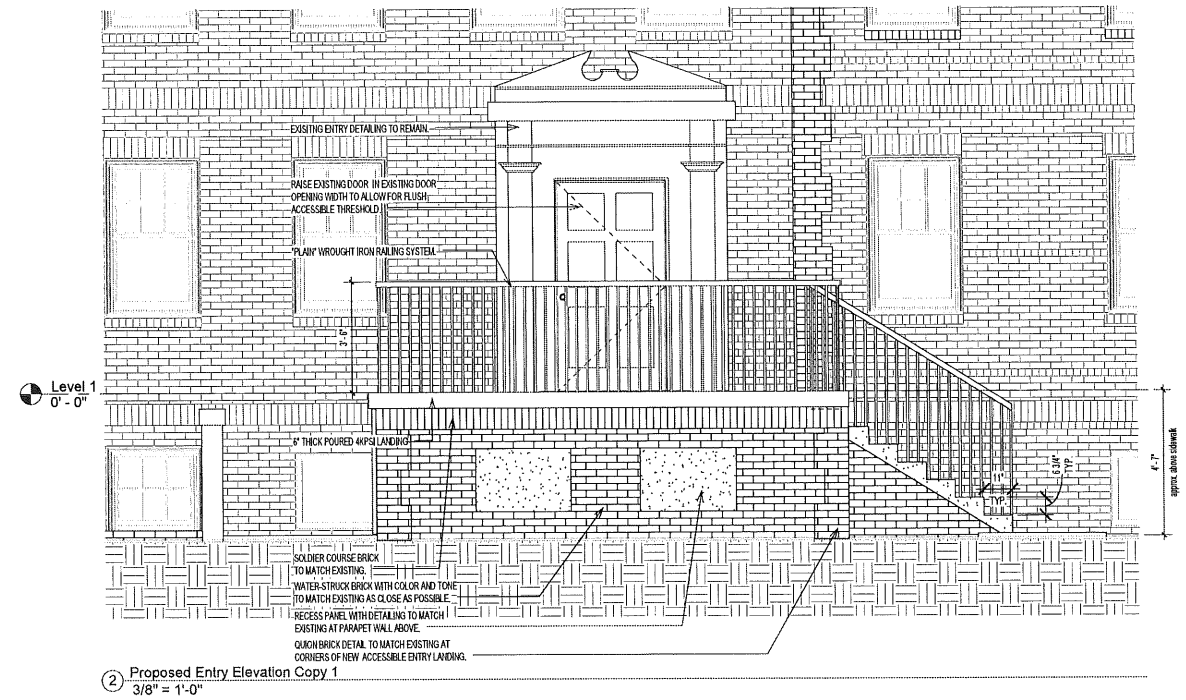 EXISITNG ENTRY DETAILING TO REMAIN.
RAISE EXISTING DOOR IN EXISTING DOOR
OPENING WIDTH TO ALLOW FOR FLUSH,
ACCESSIBLE THRESHOLD
"PLAIN" WROUGHT IRON RAILING SYSTEM.
3'- 6"
Level 1
0' - 0"
6" THICK POURED 4KPSI LANDING
11"
TYP.
6 3/4"
TYP.
4'- 7"
approx. above sidewalk
SOLDIER COURSE BRICK
TO MATCH EXISTING.
WATER-STRUCK BRICK WITH COLOR AND TONE
TO MATCH EXISTING AS CLOSE AS POSSIBLE.
RECESS PANEL WITH DETAILING TO MATCH
EXISTING AT PARAPET WALL ABOVE.
QUION BRICK DETAIL TO MATCH EXISTING AT
CORNERS OF NEW ACCESSIBLE ENTRY LANDING.
2 Proposed Entry Elevation Copy 1
3/8" = 1'-0"